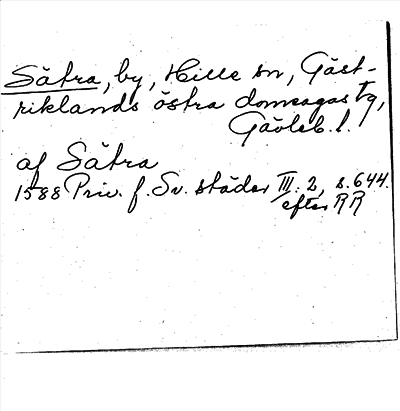 Sätra, by, Hille sn, Gäst-
riklands östra domsagas tg,
Gävleb. l.
af Sätra
1588 Priv. f. Sv. städer III: 2, s. 644.
efter RR